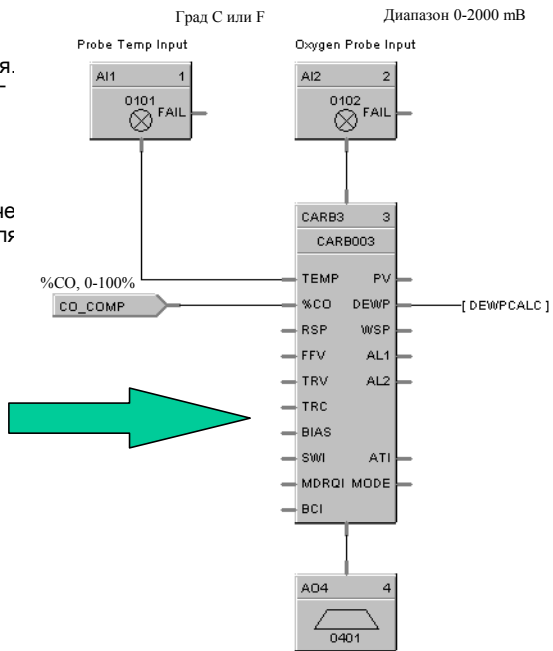 Град С или F
Диапазон 0-2000 mB
Probe Temp Input
Oxygen Probe Input
AI1 1
0101
FAIL
AI2 2
0102
FAIL
CARB3 3
CARB003
%CO, 0-100%
CO_COMP
TEMP PV
%CO DEWP
[ DEWPCALC ]
RSP WSP
FFV AL1
TRV AL2
TRC
BIAS
SWI ATI
MDRQI MODE
BCI
AO4 4
0401